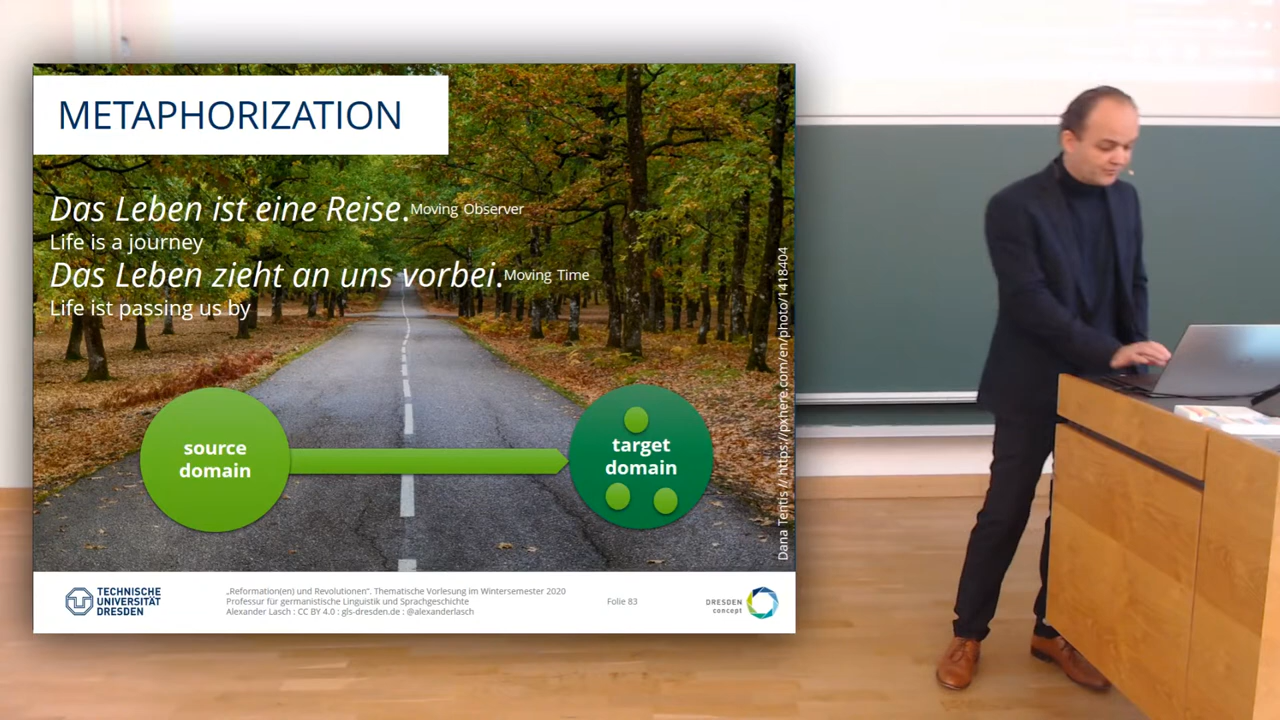 METAPHORIZATION
Das Leben ist eine Reise. Moving Observer
Life is a journey
Das Leben zieht an uns vorbei. Moving Time
Life ist passing us by
source
domain
target
domain
Dana Tentis // https://pxhere.com/en/photo/1418404
TECHNISCHE
UNIVERSITÄT
DRESDEN
„Reformation(en) und Revolutionen“. Thematische Vorlesung im Wintersemester 2020
Professur für germanistische Linguistik und Sprachgeschichte
Alexander Lasch : CC BY 4.0 : gls-dresden.de : @alexanderlasch
Folie 83
DRESDEN
concept